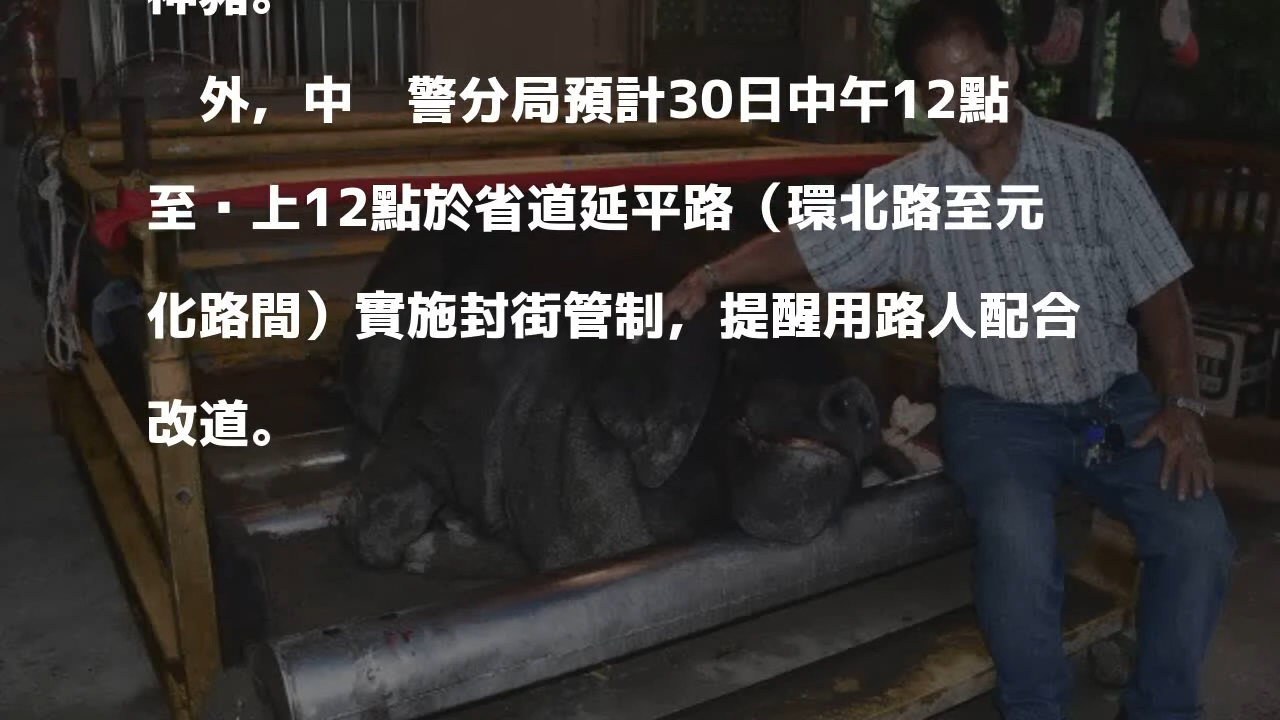 神豬。
外，中 警分局預計30日中午12點
至·上12點於省道延平路（環北路至元
化路間）實施封街管制，提醒用路人配合
改道。